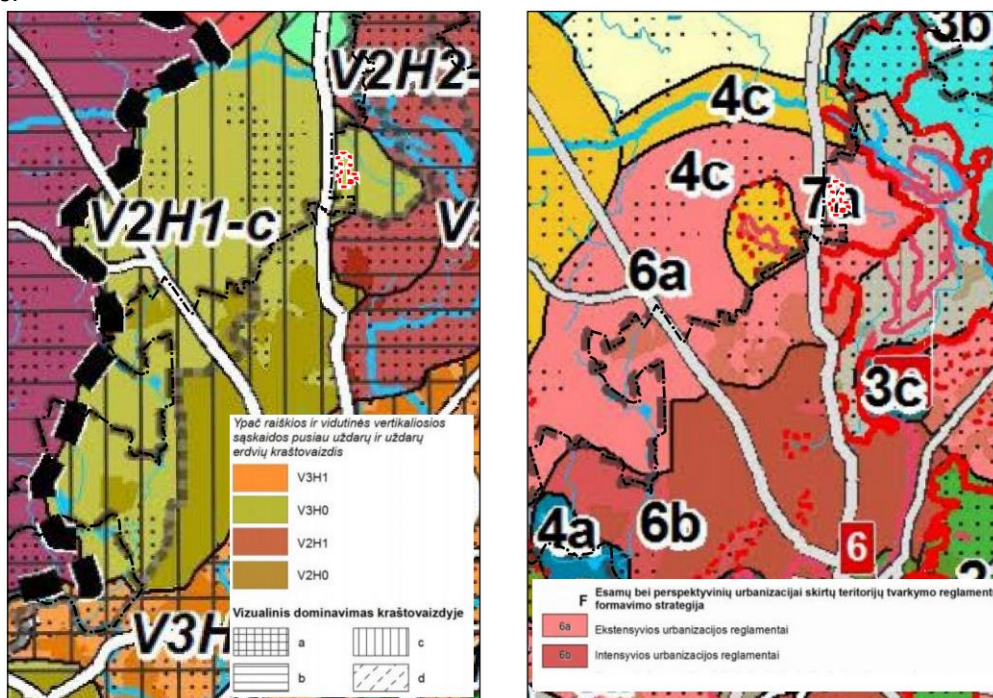 V2H2-
V2H1-c
V
V3H
Ypač raiškios ir vidutinės vertikaliosios
sąskaidos pusiau uždarų ir uždarų
erdvių kraštovaizdis
V3H1
V3H0
V2H1
V2H0
Vizualinis dominavimas kraštovaizdyje
a
c
b
d
3b
4c
4c
7a
6a
3c
4a
6b
6
2
F Esamų bei perspektyvinių urbanizacijai skirtų teritorijų tvarkymo reglament
formavimo strategija
6a Ekstensyvios urbanizacijos reglamentai
6b Intensyvios urbanizacijos reglamentai